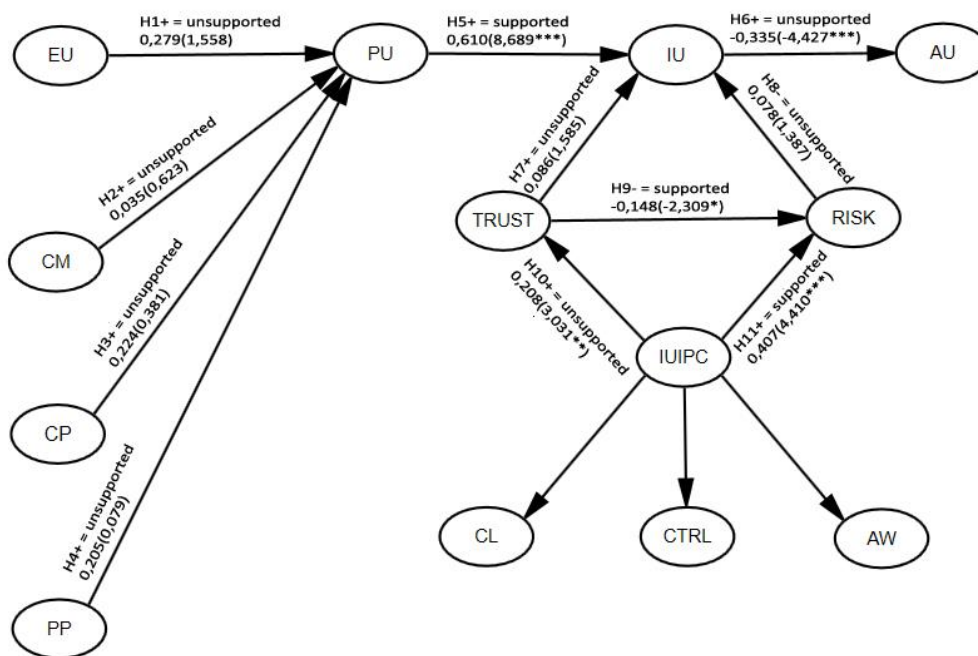 H1+ = unsupported
0,279(1,558)
H5+ = supported
0,610(8,689***)
H6+ = unsupported
-0,335(-4,427***)
EU
PU
IU
AU
H2+ = unsupported
0,035(0,623)
H7+ = unsupported
0,086(1,585)
H8- = unsupported
0,078(1,387)
H9- = supported
-0,148(-2,309*)
TRUST
RISK
CM
H3+ = unsupported
0,224(0,381)
H10+ = unsupported
0,208(3,031**)
H11+ = supported
0,407(4,410***)
IUIPC
CP
H4+ = unsupported
0,205(0,079)
CL
CTRL
AW
PP